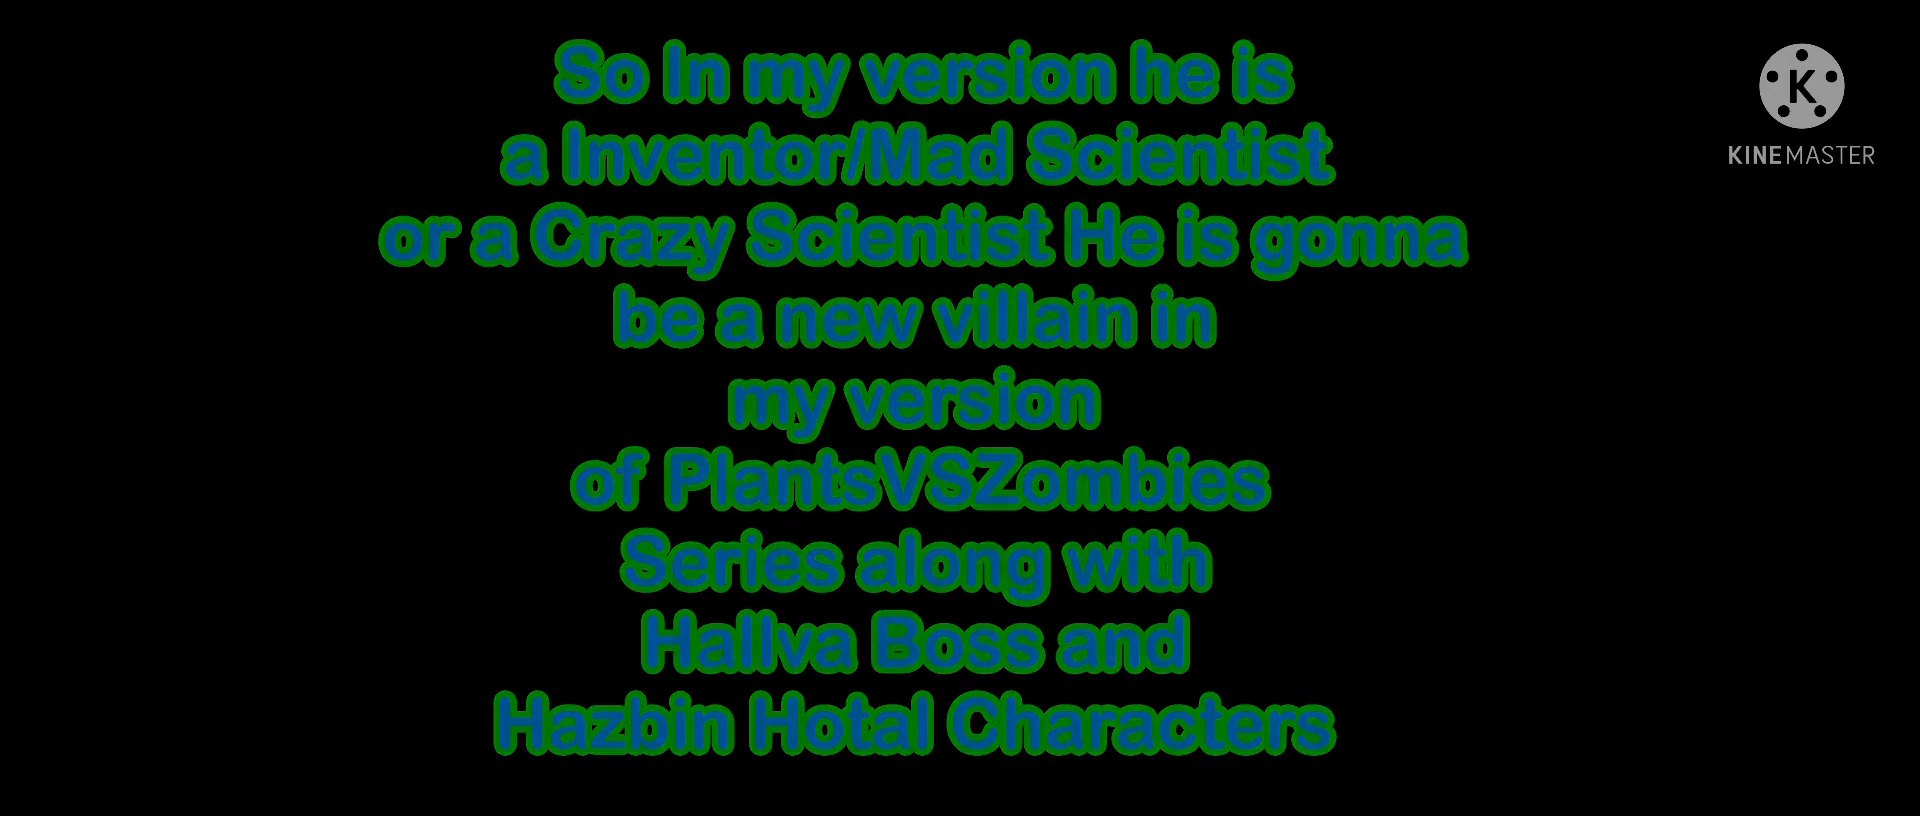 So In my version he is
a Inventor/Mad Scientist
or a Crazy Scientist He is gonna
be a new villain in
my version
of PlantsVSZombies
Series along with
Hallva Boss and
Hazbin Hotal Characters
K
KINEMASTER